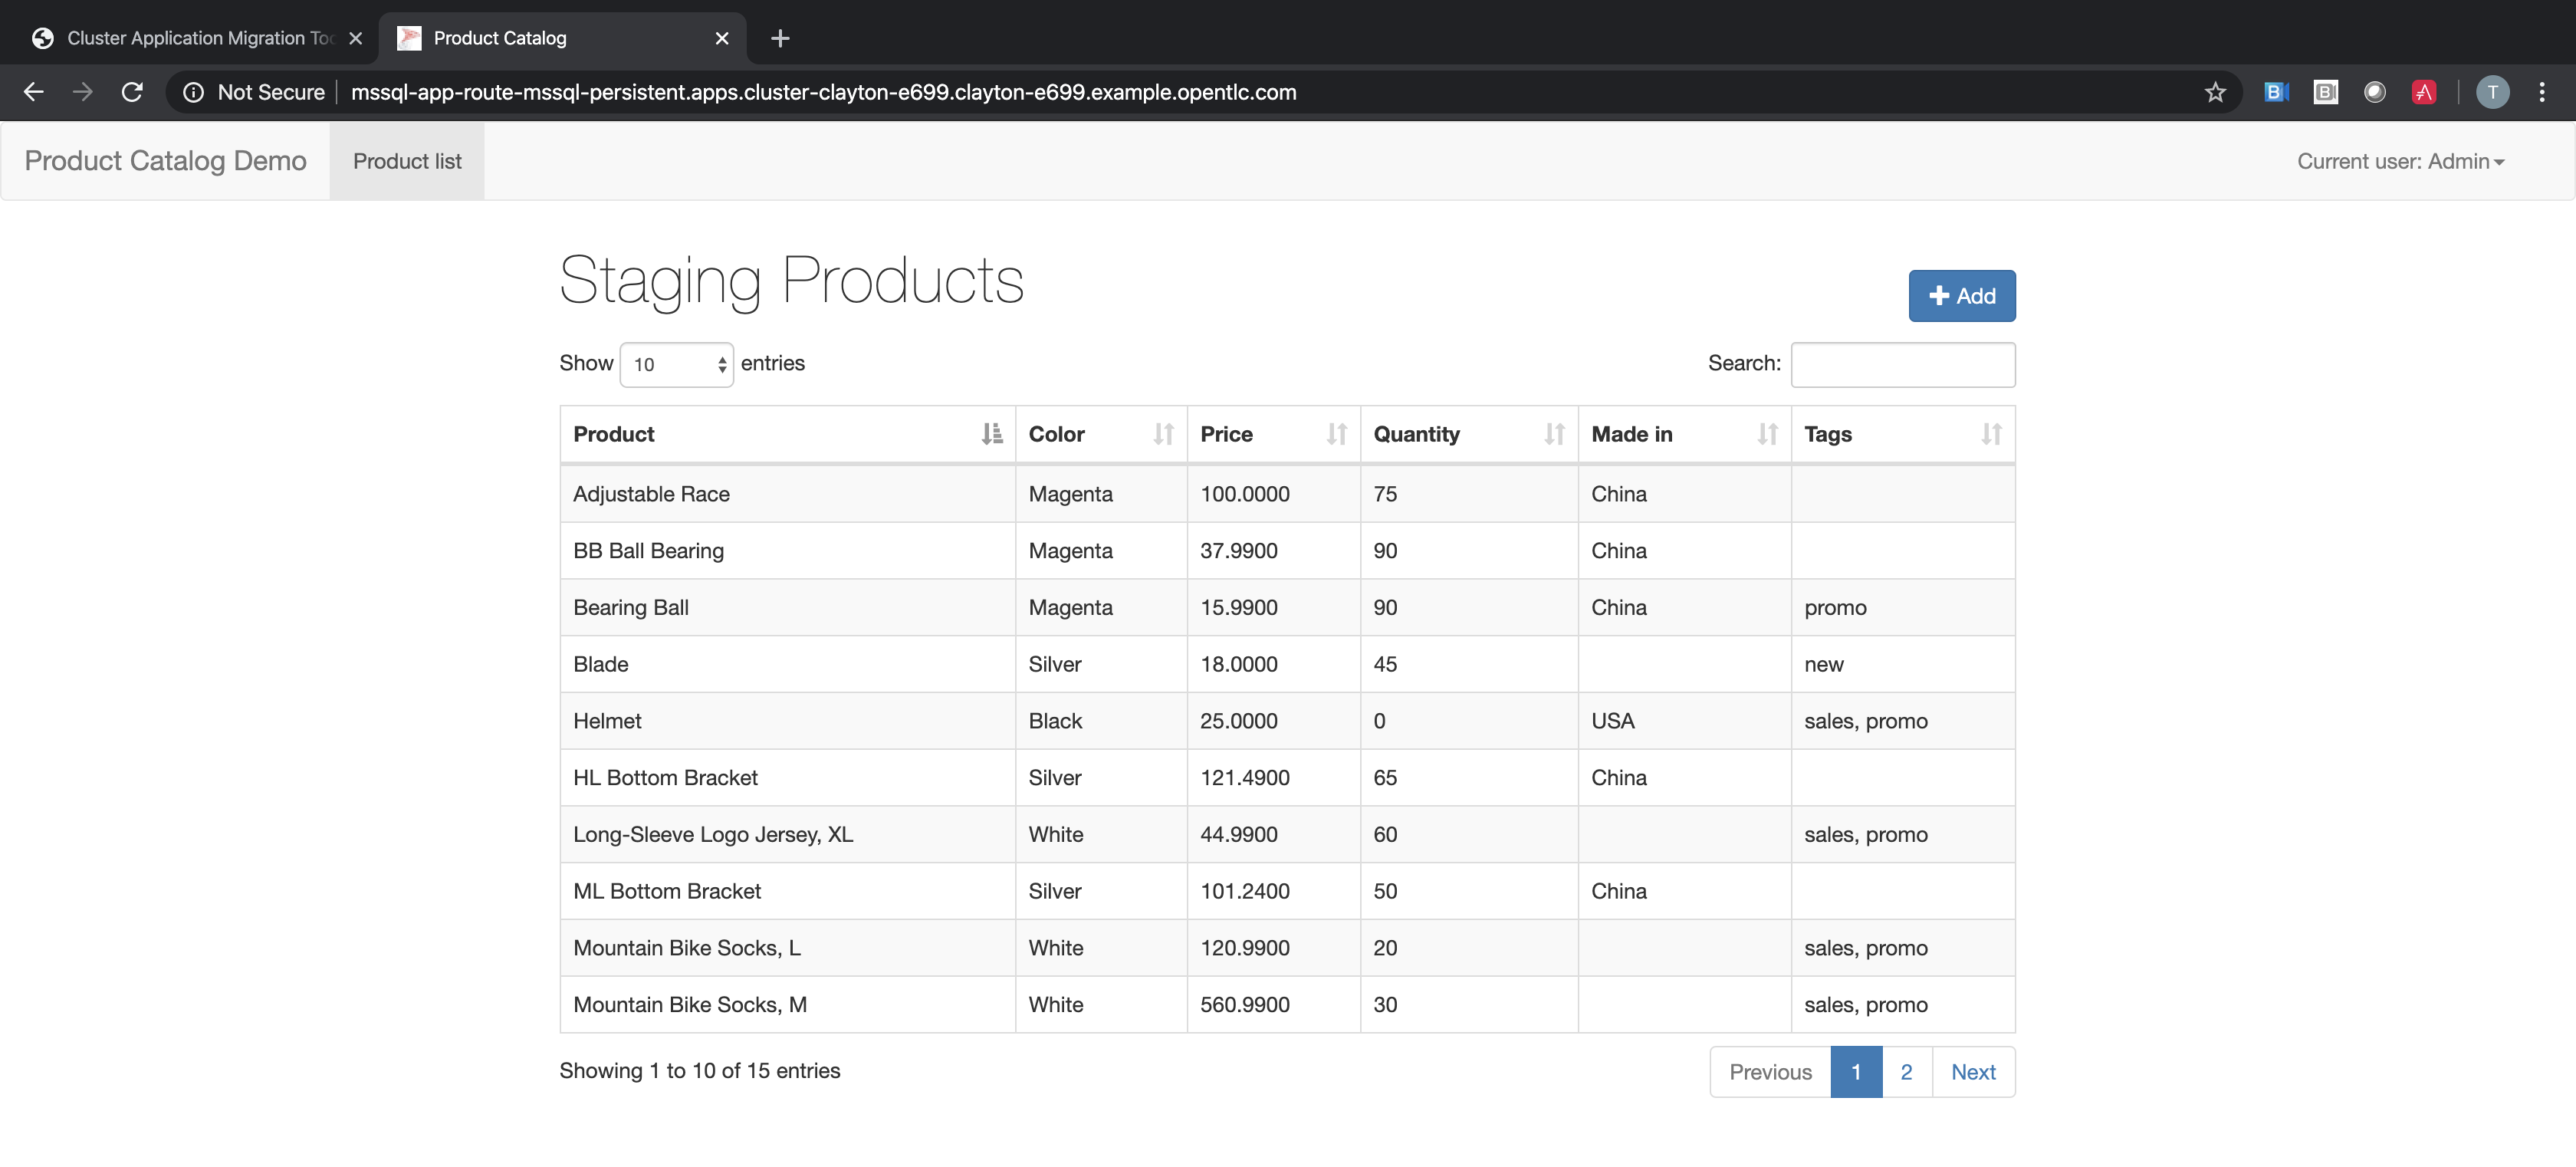 Cluster Application Migration Too
Product Catalog
Not Secure mssql-app-route-mssql-persistent.apps.cluster-clayton-e699.clayton-e699.example.opentlc.com
T
Product Catalog Demo Product list Current user: Admin
Staging Products
Add
Show 10 entries Search:
Product Color Price Quantity Made in Tags
Adjustable Race Magenta 100.0000 75 China
BB Ball Bearing Magenta 37.9900 90 China
Bearing Ball Magenta 15.9900 90 China promo
Blade Silver 18.0000 45 new
Helmet Black 25.0000 0 USA sales, promo
HL Bottom Bracket Silver 121.4900 65 China
Long-Sleeve Logo Jersey, XL White 44.9900 60 sales, promo
ML Bottom Bracket Silver 101.2400 50 China
Mountain Bike Socks, L White 120.9900 20 sales, promo
Mountain Bike Socks, M White 560.9900 30 sales, promo
Showing 1 to 10 of 15 entries Previous 1 2 Next